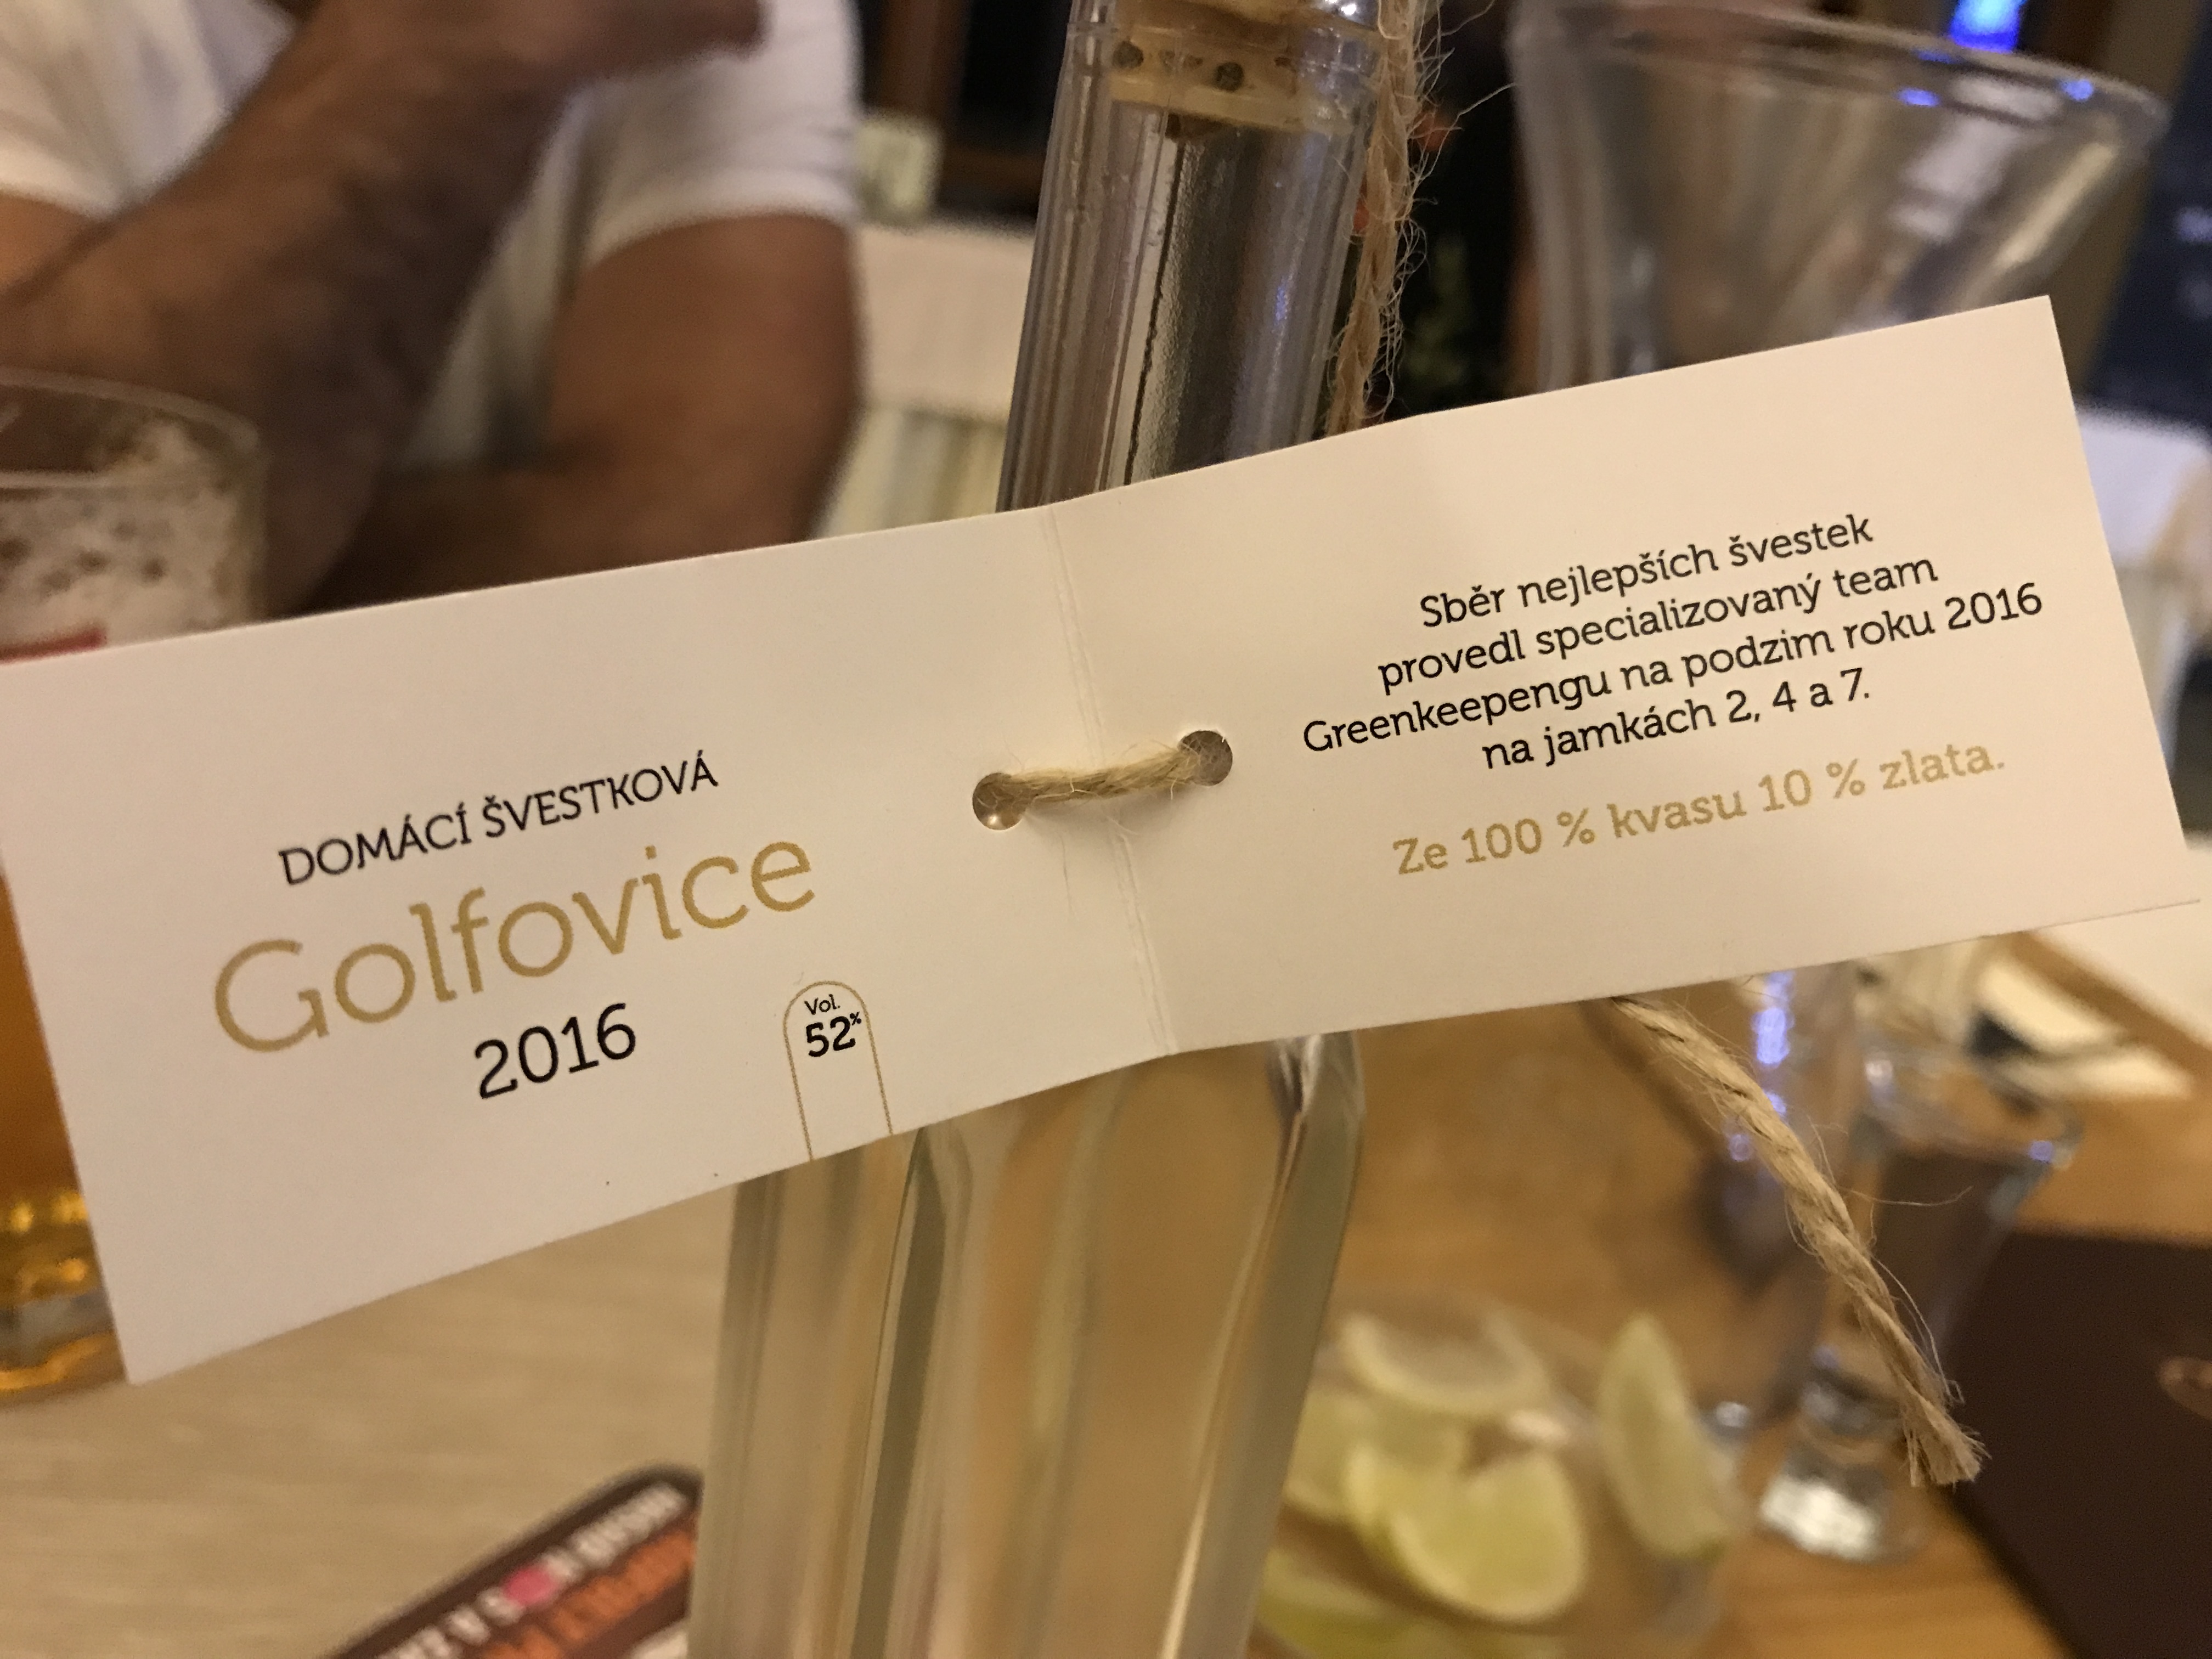 DOMÁCÍ ŠVESTKOVÁ
Golfovice
2016
Vol.
52%
Sběr nejlepších švestek
provedl specializovaný team
Greenkeepengu na podzim roku 2016
na jamkách 2, 4 a 7.
Ze 100 % kvasu 10 % zlata.